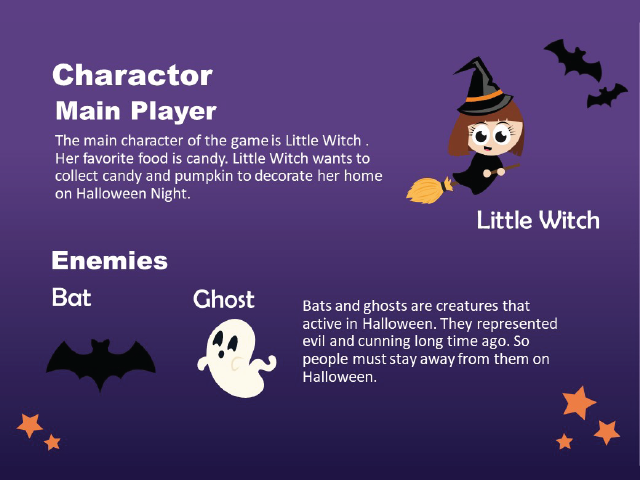 Charactor
Main Player
The main character of the game is Little Witch .
Her favorite food is candy. Little Witch wants to
collect candy and pumpkin to decorate her home
on Halloween Night.
Little Witch
Enemies
Bat
Ghost
Bats and ghosts are creatures that
active in Halloween. They represented
evil and cunning long time ago. So
people must stay away from them on
Halloween.